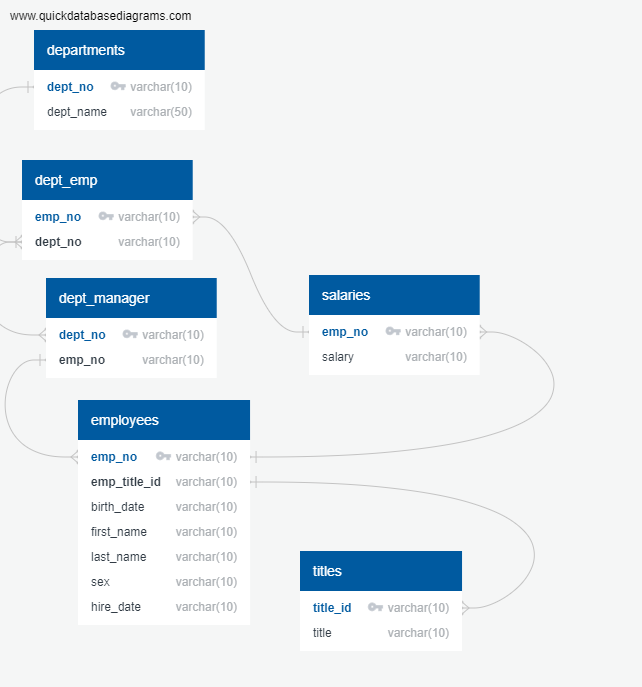 www.quickdatabasediagrams.com
departments
dept_no varchar(10)
dept_name varchar(50)
dept_emp
emp_no varchar(10)
dept_no varchar(10)
dept_manager
dept_no varchar(10)
emp_no varchar(10)
salaries
emp_no varchar(10)
salary varchar(10)
employees
emp_no varchar(10)
emp_title_id varchar(10)
birth_date varchar(10)
first_name varchar(10)
last_name varchar(10)
sex varchar(10)
hire_date varchar(10)
titles
title_id varchar(10)
title varchar(10)